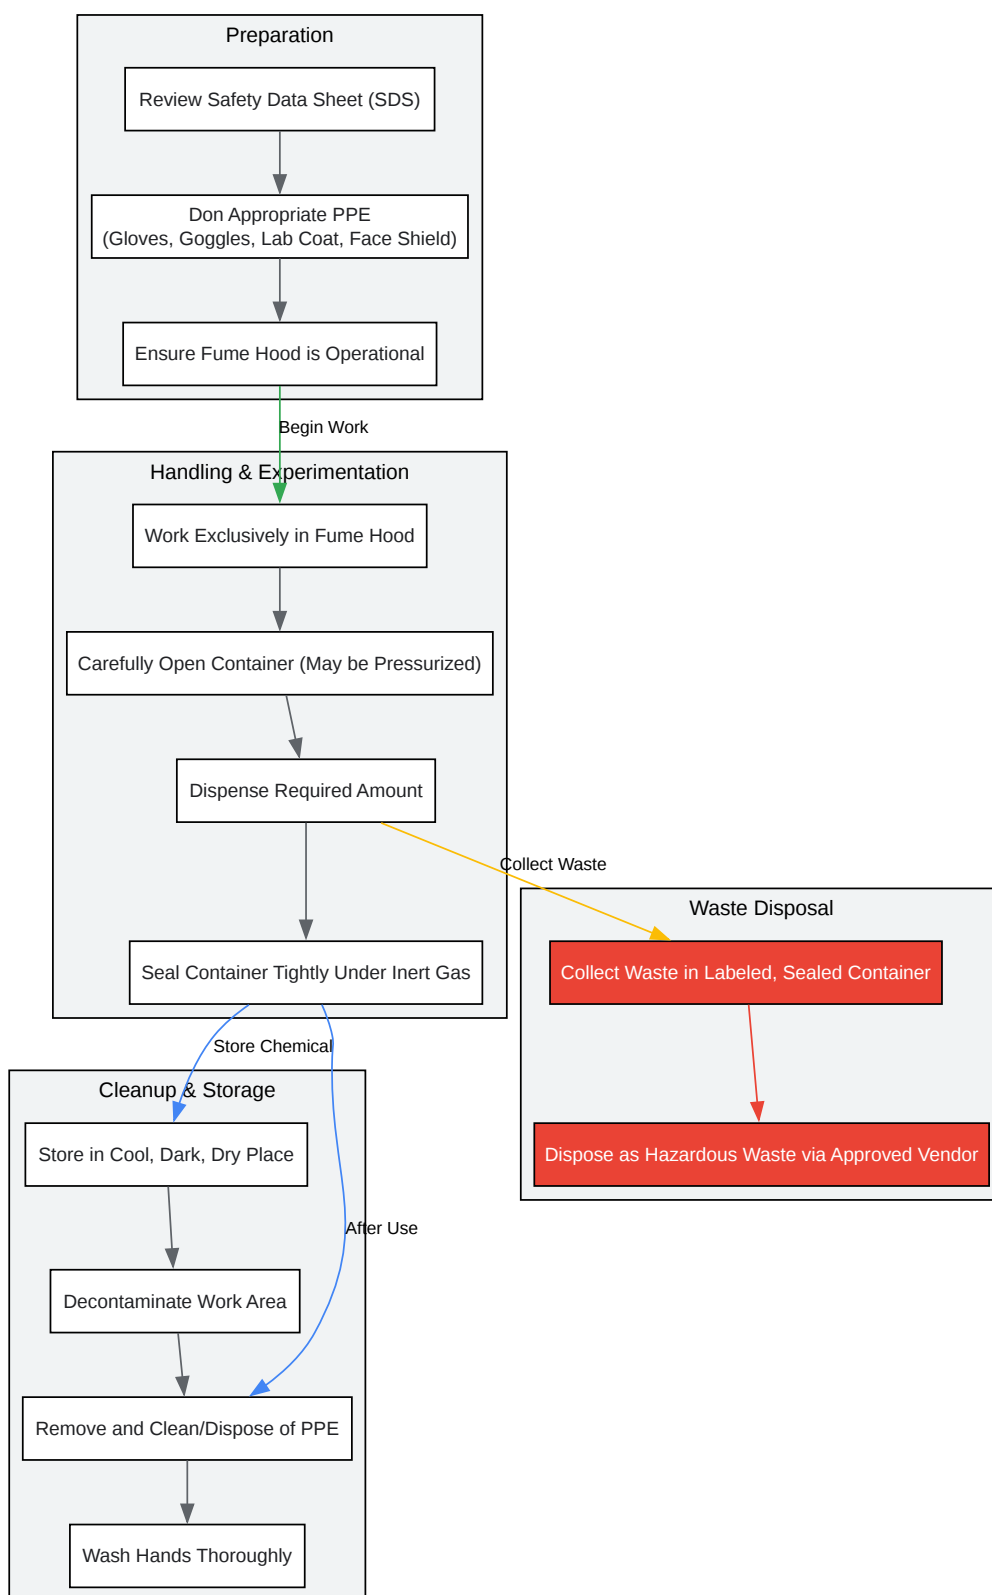 Preparation
Review Safety Data Sheet (SDS)
Don Appropriate PPE
(Gloves, Goggles, Lab Coat, Face Shield)
Ensure Fume Hood is Operational
Begin Work
Handling & Experimentation
Work Exclusively in Fume Hood
Carefully Open Container (May be Pressurized)
Dispense Required Amount
Collect Waste
Waste Disposal
Seal Container Tightly Under Inert Gas
Collect Waste in Labeled, Sealed Container
Store Chemical
Cleanup & Storage
Store in Cool, Dark, Dry Place
Dispose as Hazardous Waste via Approved Vendor
After Use
Decontaminate Work Area
Remove and Clean/Dispose of PPE
Wash Hands Thoroughly